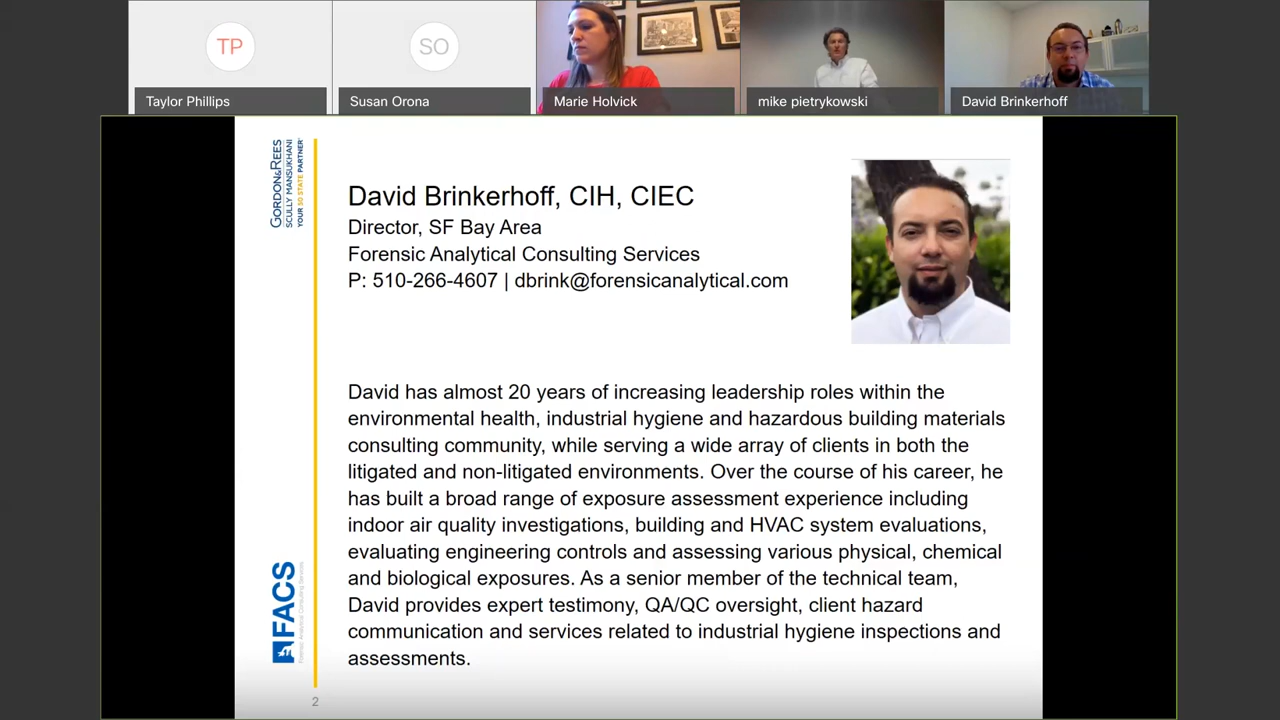 TP
SO
Taylor Phillips
Susan Orona
Marie Holvick
mike pietrykowski
David Brinkerhoff
GORDON&REES
SCULLY MANSUKHANI
YOUR 50 STATE PARTNER®
David Brinkerhoff, CIH, CIEC
Director, SF Bay Area
Forensic Analytical Consulting Services
P: 510-266-4607 | dbrink@forensicanalytical.com
David has almost 20 years of increasing leadership roles within the
environmental health, industrial hygiene and hazardous building materials
consulting community, while serving a wide array of clients in both the
litigated and non-litigated environments. Over the course of his career, he
has built a broad range of exposure assessment experience including
indoor air quality investigations, building and HVAC system evaluations,
evaluating engineering controls and assessing various physical, chemical
and biological exposures. As a senior member of the technical team,
David provides expert testimony, QA/QC oversight, client hazard
communication and services related to industrial hygiene inspections and
assessments.
FACS
Forensic Analytical Consulting Services
2